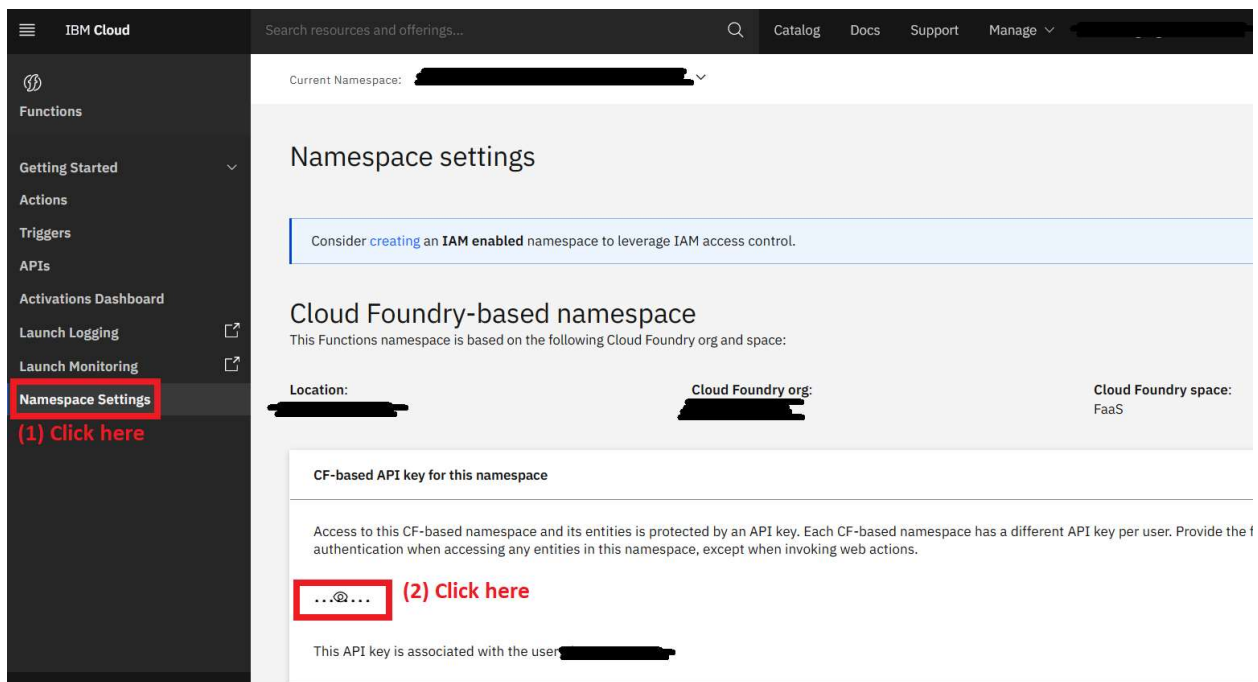 IBM Cloud
Search resources and offerings...
Catalog
Docs
Support
Manage
Functions
Current Namespace:
Getting Started
Actions
Triggers
APIs
Activations Dashboard
Launch Logging
Launch Monitoring
Namespace Settings
(1) Click here
Namespace settings
Consider creating an IAM enabled namespace to leverage IAM access control.
Cloud Foundry-based namespace
This Functions namespace is based on the following Cloud Foundry org and space:
Location:
Cloud Foundry org:
Cloud Foundry space:
FaaS
CF-based API key for this namespace
Access to this CF-based namespace and its entities is protected by an API key. Each CF-based namespace has a different API key per user. Provide the f
authentication when accessing any entities in this namespace, except when invoking web actions.
... ...
(2) Click here
This API key is associated with the user